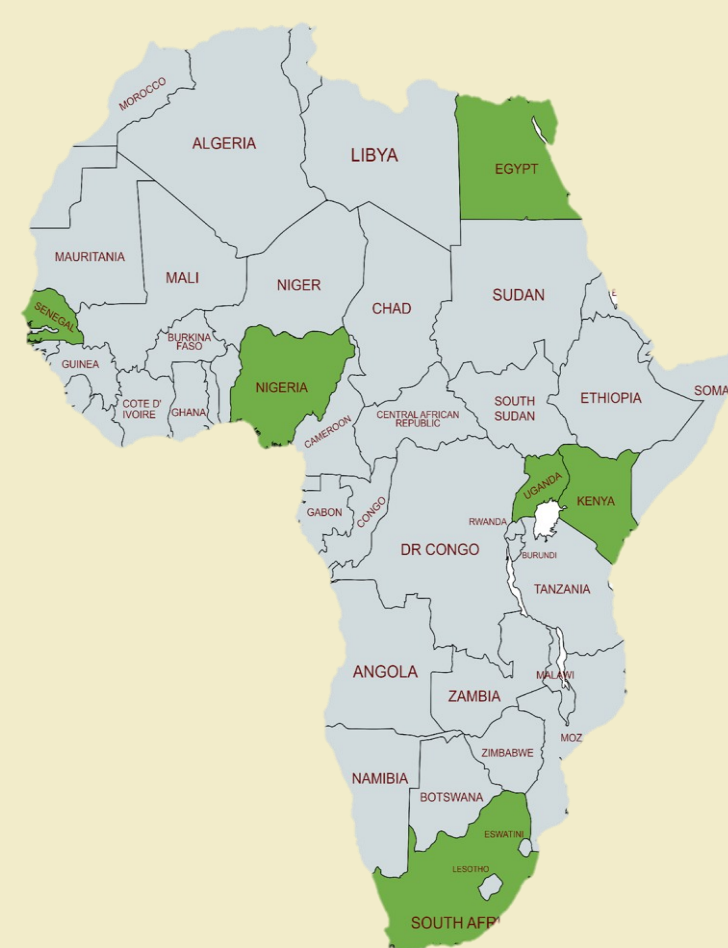 MOROCCO
ALGERIA
LIBYA
EGYPT
MAURITANIA
MALI
NIGER
CHAD
SUDAN
E
SENEGAL
BURKINA
FASO
GUINEA
NIGERIA
COTE D'
IVOIRE
GHANA
CAMEROON
CENTRAL AFRICAN
REPUBLIC
SOUTH
SUDAN
ETHIOPIA
SOMA
UGANDA
KENYA
GABON
CONGO
RWANDA
DR CONGO
BURUNDI
TANZANIA
ANGOLA
MALAWI
ZAMBIA
MOZ
ZIMBABWE
NAMIBIA
BOTSWANA
ESWATINI
LESOTHO
SOUTH AFR